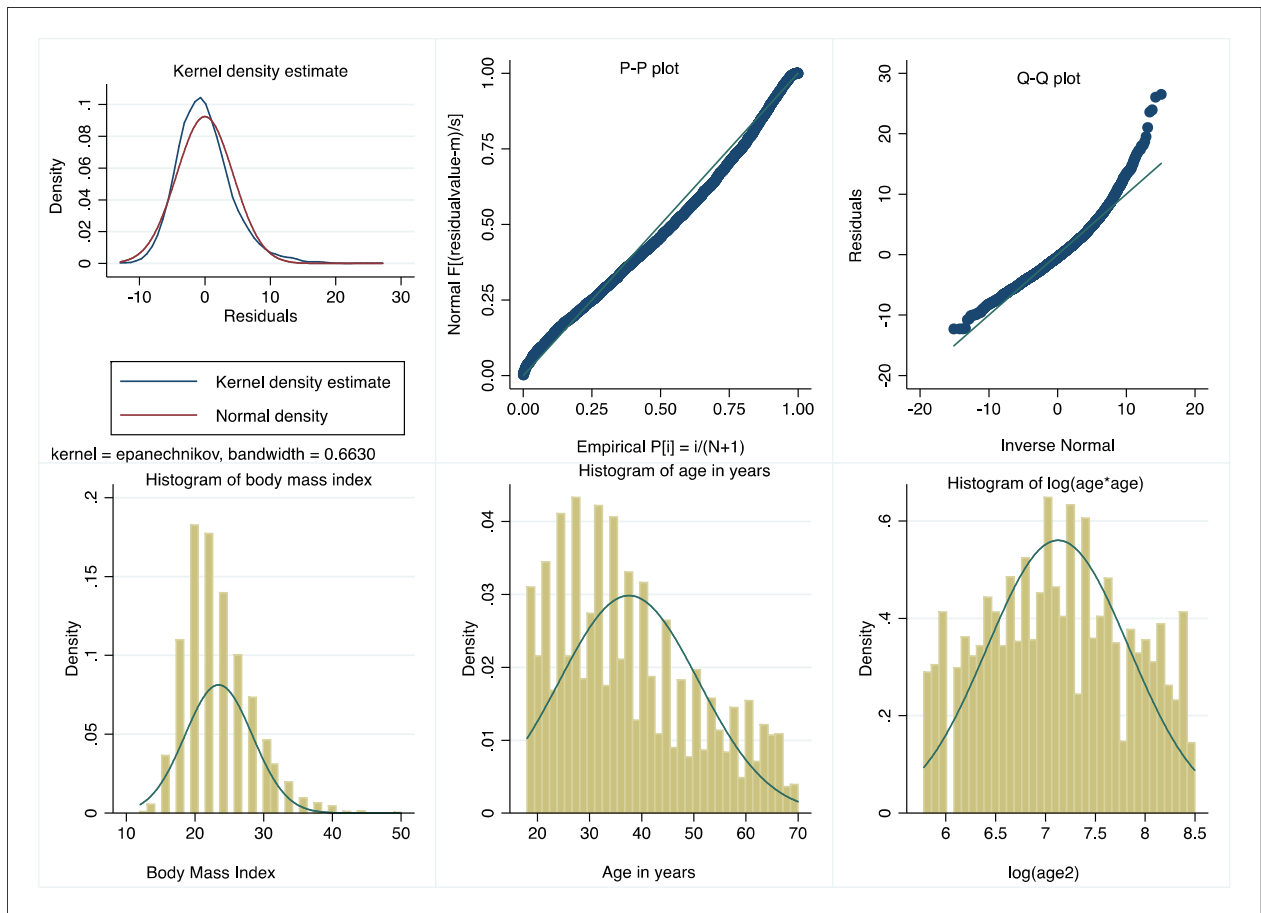 Kernel density estimate
Density
0 .02 .04 .06 .08 .1
-10 0 10 20 30
Residuals
Kernel density estimate
Normal density
kernel = epanechnikov, bandwidth = 0.6630
P-P plot
Normal F[(residualvalue-m)/s]
0.00 0.25 0.50 0.75 1.00
0.00 0.25 0.50 0.75 1.00
Empirical P[i] = i/(N+1)
Q-Q plot
Residuals
-20 -10 0 10 20 30
-20 -10 0 10 20
Inverse Normal
Histogram of body mass index
Density
0 .05 .1 .15 .2
10 20 30 40 50
Body Mass Index
Histogram of age in years
Density
0 .01 .02 .03 .04
20 30 40 50 60 70
Age in years
Histogram of log(age*age)
Density
0 .2 .4 .6
6 6.5 7 7.5 8 8.5
log(age2)